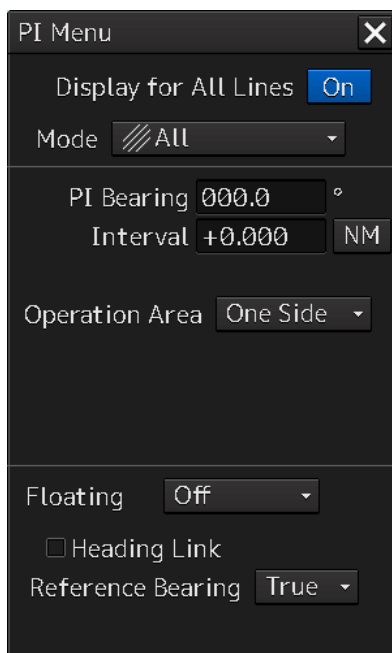 PI Menu
Display for All Lines On
Mode All
PI Bearing 000.0 °
Interval +0.000 NM
Operation Area One Side
Floating Off
Heading Link
Reference Bearing True